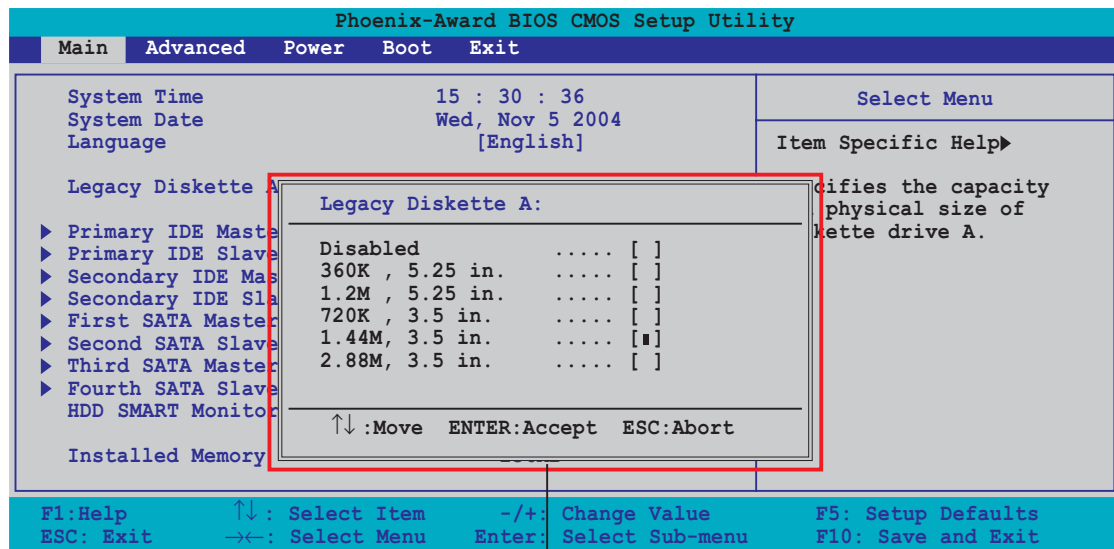 Phoenix-Award BIOS CMOS Setup Utility
Main Advanced Power Boot Exit
System Time 15 : 30 : 36
System Date Wed, Nov 5 2004
Language [English]
Legacy Diskette A
Primary IDE Maste
Primary IDE Slave
Secondary IDE Mas
Secondary IDE Sla
First SATA Master
Second SATA Slave
Third SATA Master
Fourth SATA Slave
HDD SMART Monitor
Installed Memory
Legacy Diskette A:
Disabled ..... [ ]
360K , 5.25 in. ..... [ ]
1.2M , 5.25 in. ..... [ ]
720K , 3.5 in. ..... [ ]
1.44M, 3.5 in. ..... [∎]
2.88M, 3.5 in. ..... [ ]
↑↓ :Move ENTER:Accept ESC:Abort
Select Menu
Item Specific Help▶
cifies the capacity
physical size of
kette drive A.
F1:Help ↑↓ : Select Item -/+: Change Value F5: Setup Defaults
ESC: Exit →←: Select Menu Enter: Select Sub-menu F10: Save and Exit